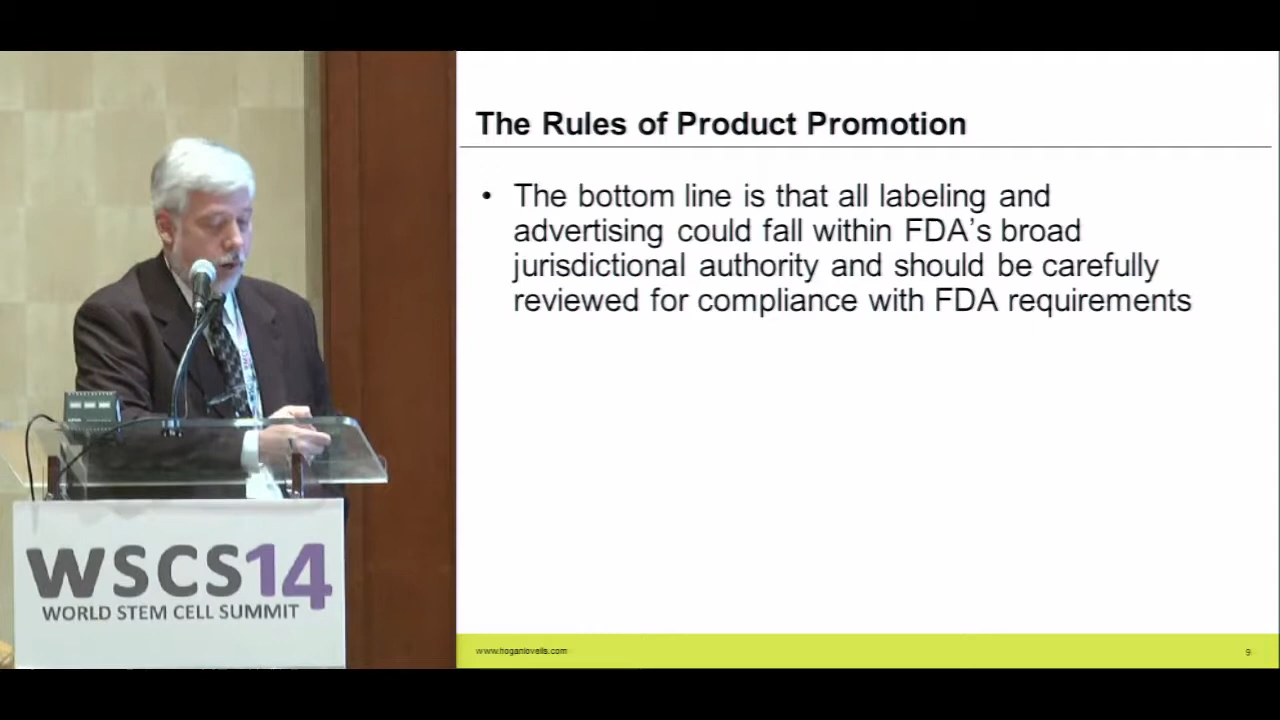 The Rules of Product Promotion
• The bottom line is that all labeling and
advertising could fall within FDA's broad
jurisdictional authority and should be carefully
reviewed for compliance with FDA requirements
WSCS14
WORLD STEM CELL SUMMIT
www.hoganlovells.com
9